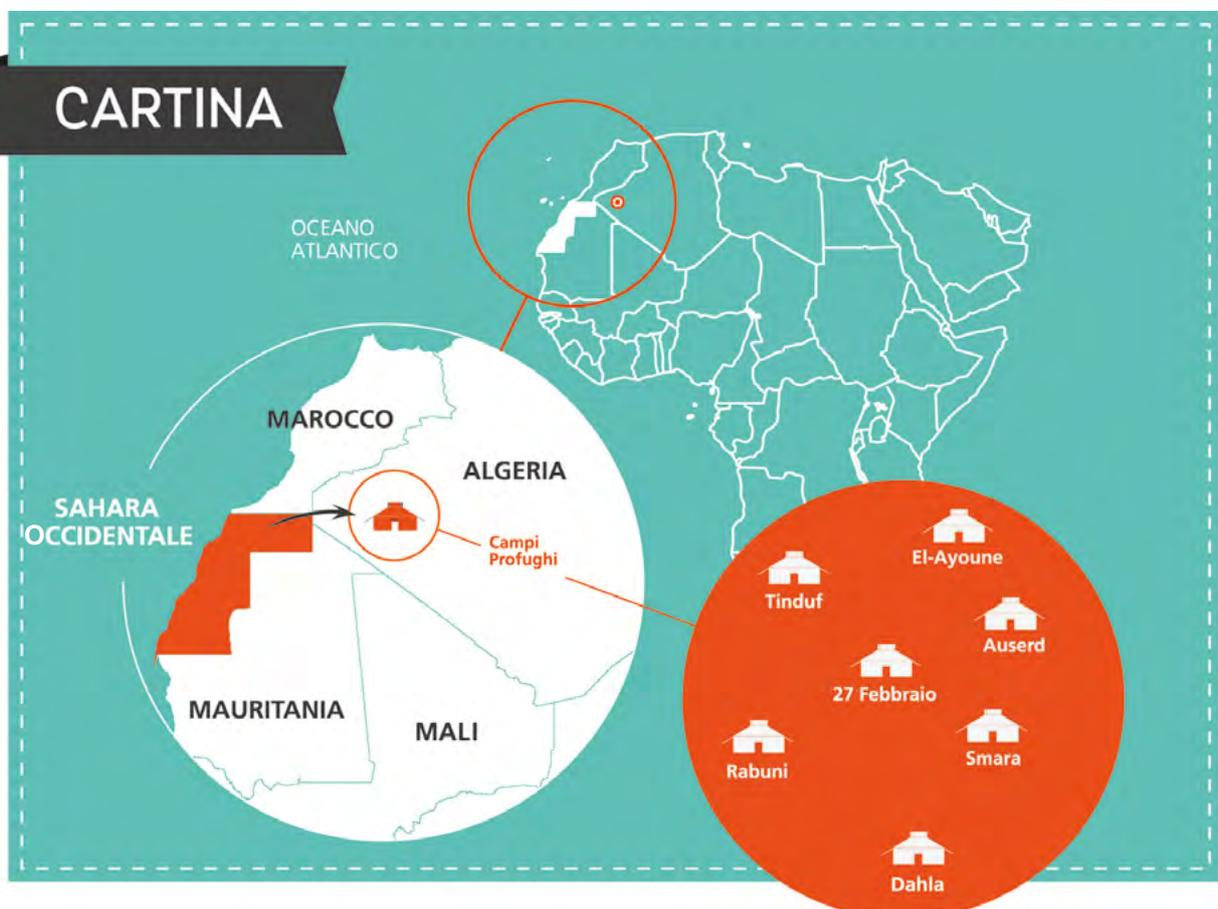 CARTINA
OCEANO
ATLANTICO
MAROCCO
ALGERIA
SAHARA
OCCIDENTALE
Campi
Profughi
MAURITANIA
MALI
El-Ayoune
Tinduf
Auserd
27 Febbraio
Rabuni
Smara
Dahla